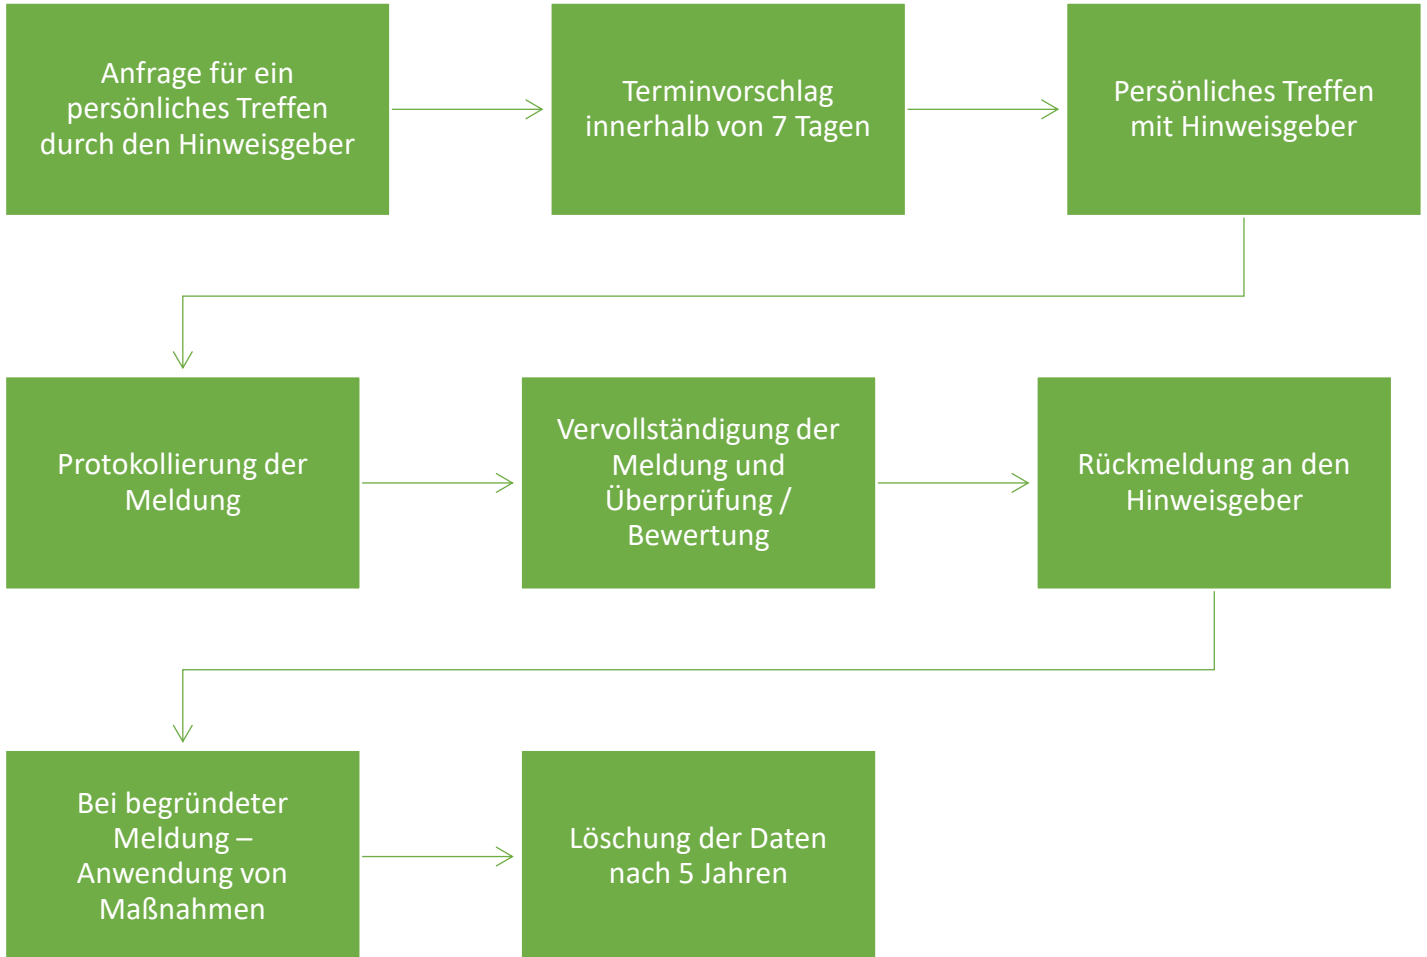 Anfrage für ein
persönliches Treffen
durch den Hinweisgeber
Terminvorschlag
innerhalb von 7 Tagen
Persönliches Treffen
mit Hinweisgeber
Protokollierung der
Meldung
Vervollständigung der
Meldung und
Überprüfung /
Bewertung
Rückmeldung an den
Hinweisgeber
Bei begründeter
Meldung –
Anwendung von
Maßnahmen
Löschung der Daten
nach 5 Jahren